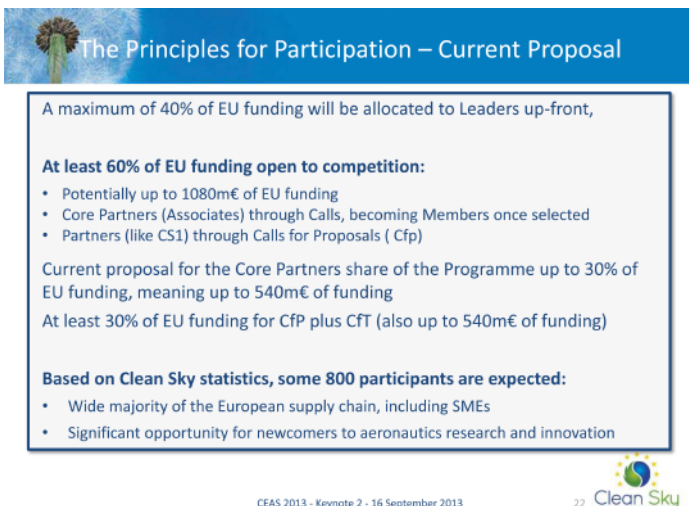 The Principles for Participation – Current Proposal
A maximum of 40% of EU funding will be allocated to Leaders up-front,
At least 60% of EU funding open to competition:
• Potentially up to 1080m€ of EU funding
• Core Partners (Associates) through Calls, becoming Members once selected
• Partners (like CS1) through Calls for Proposals ( Cfp)
Current proposal for the Core Partners share of the Programme up to 30% of
EU funding, meaning up to 540m€ of funding
At least 30% of EU funding for CfP plus CfT (also up to 540m€ of funding)
Based on Clean Sky statistics, some 800 participants are expected:
• Wide majority of the European supply chain, including SMEs
• Significant opportunity for newcomers to aeronautics research and innovation
CEAS 2013 - Keynote 2 - 16 September 2013
22
Clean Sky